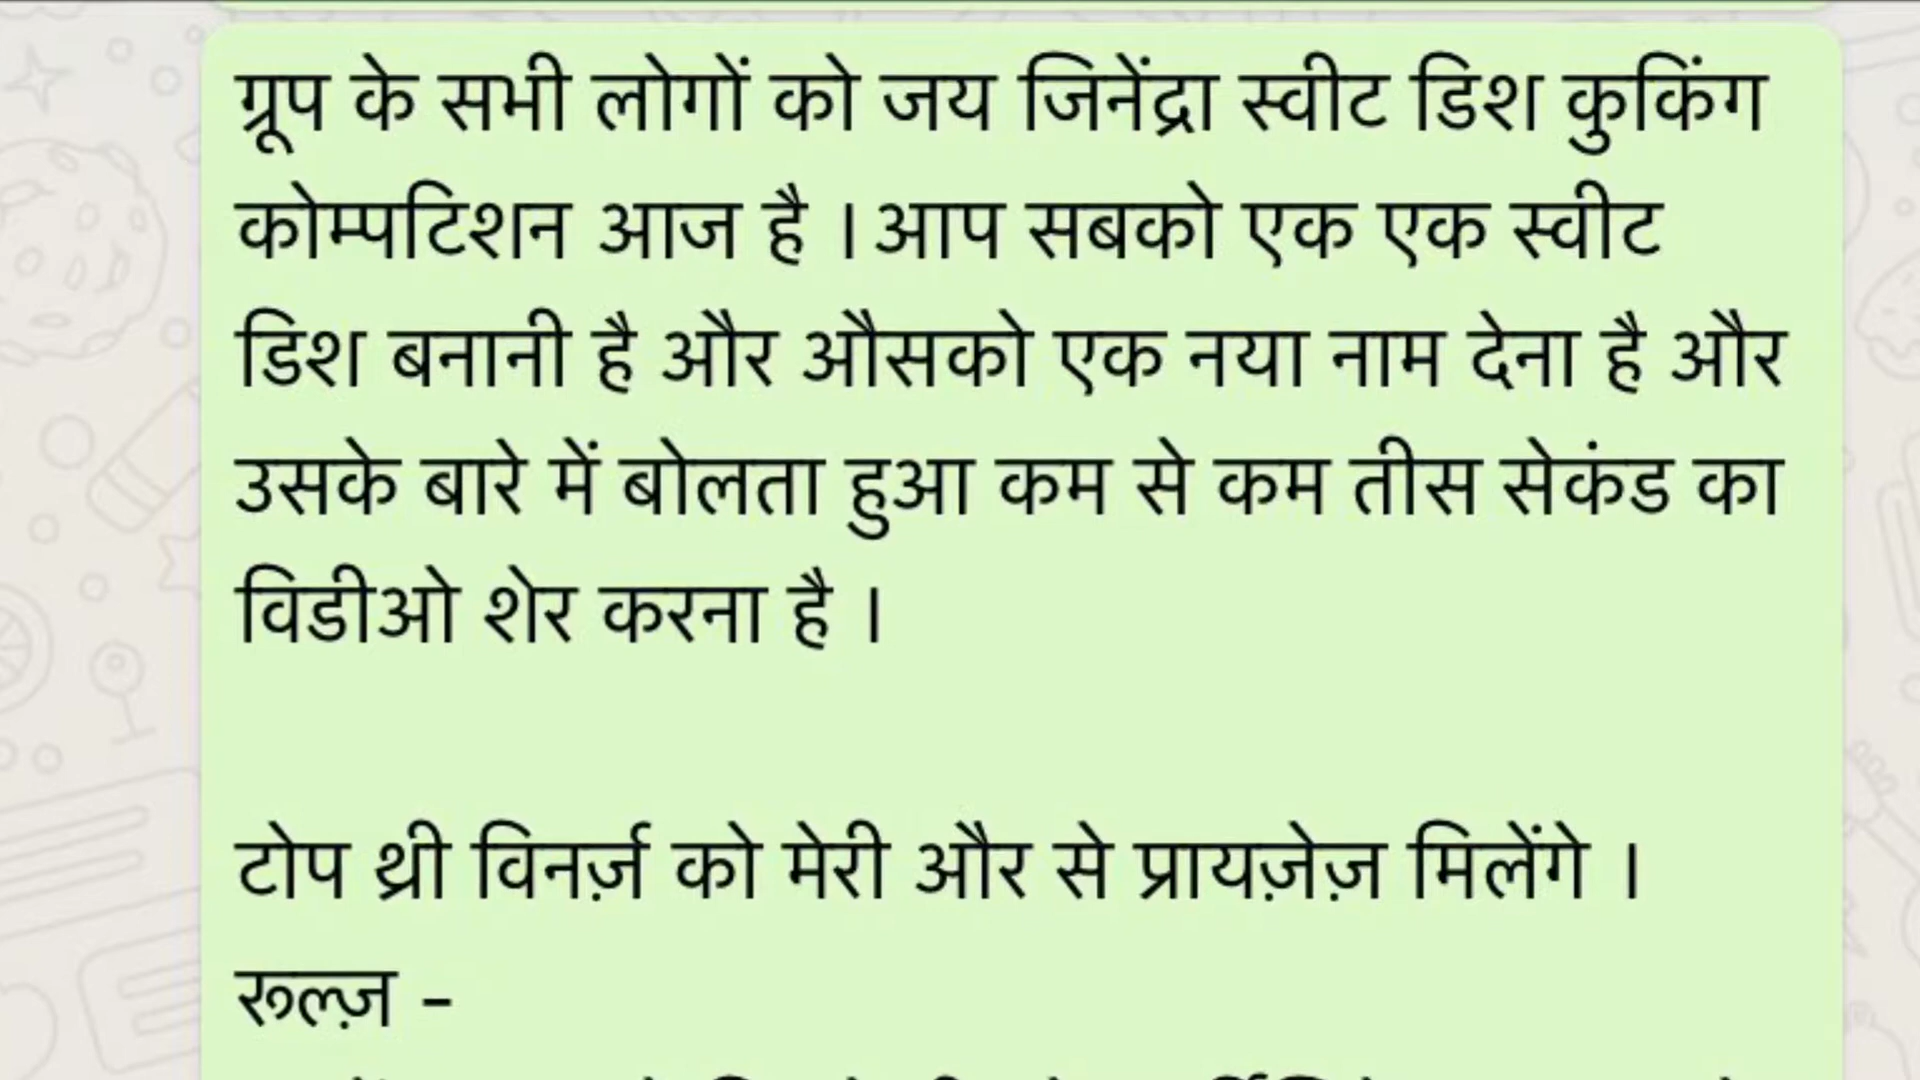 ग्रूप के सभी लोगों को जय जिनेंद्रा स्वीट डिश कुकिंग
कोम्पटिशन आज है । आप सबको एक एक स्वीट
डिश बनानी है और औसको एक नया नाम देना है और
उसके बारे में बोलता हुआ कम से कम तीस सेकंड का
विडीओ शेर करना है ।
टोप थ्री विनर्ज़ को मेरी और से प्रायज़ेज़ मिलेंगे ।
रूल्ज़ -